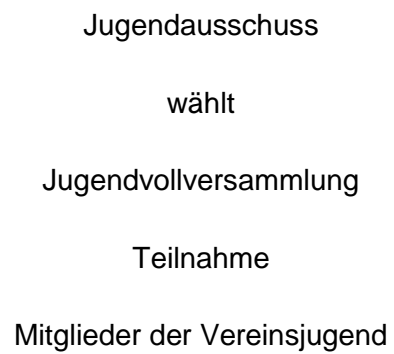 Jugendausschuss
wählt
Jugendvollversammlung
Teilnahme
Mitglieder der Vereinsjugend